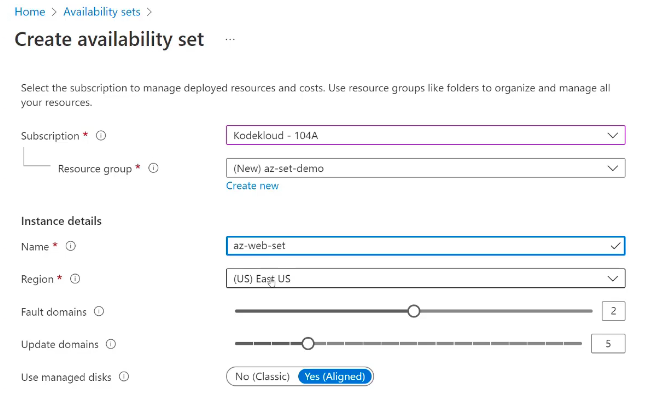 Home > Availability sets >
Create availability set ...
Select the subscription to manage deployed resources and costs. Use resource groups like folders to organize and manage all
your resources.
Subscription * Kodekloud - 104A
Resource group * (New) az-set-demo
Create new
Instance details
Name * az-web-set
Region * (US) East US
Fault domains 2
Update domains 5
Use managed disks No (Classic) Yes (Aligned)